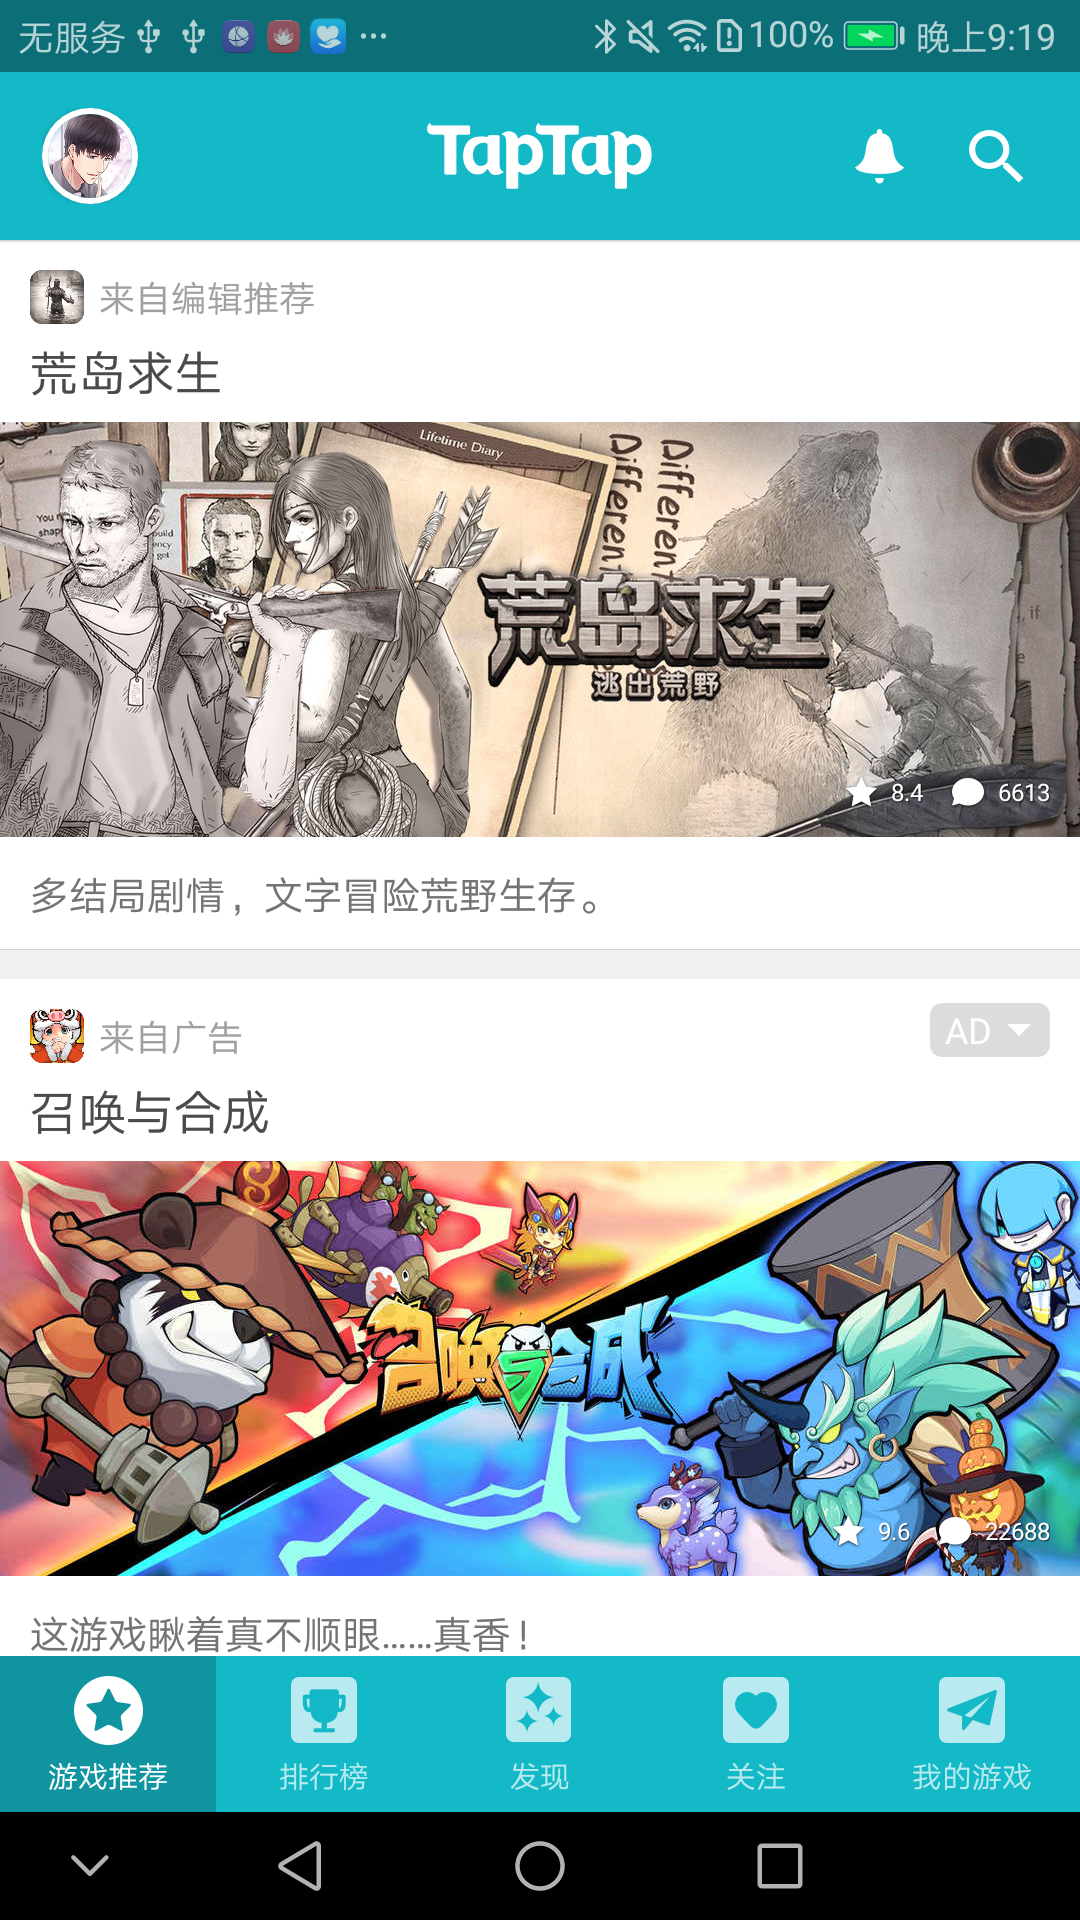 无服务 100% 晚上9:19
TapTap
来自编辑推荐
荒岛求生
Lifetime Diary
Different
Different
荒岛求生
逃出荒野
8.4 6613
多结局剧情，文字冒险荒野生存。
来自广告 AD
召唤与合成
召唤与合成
9.6 22688
这游戏瞅着真不顺眼……真香！
游戏推荐 排行榜 发现 关注 我的游戏